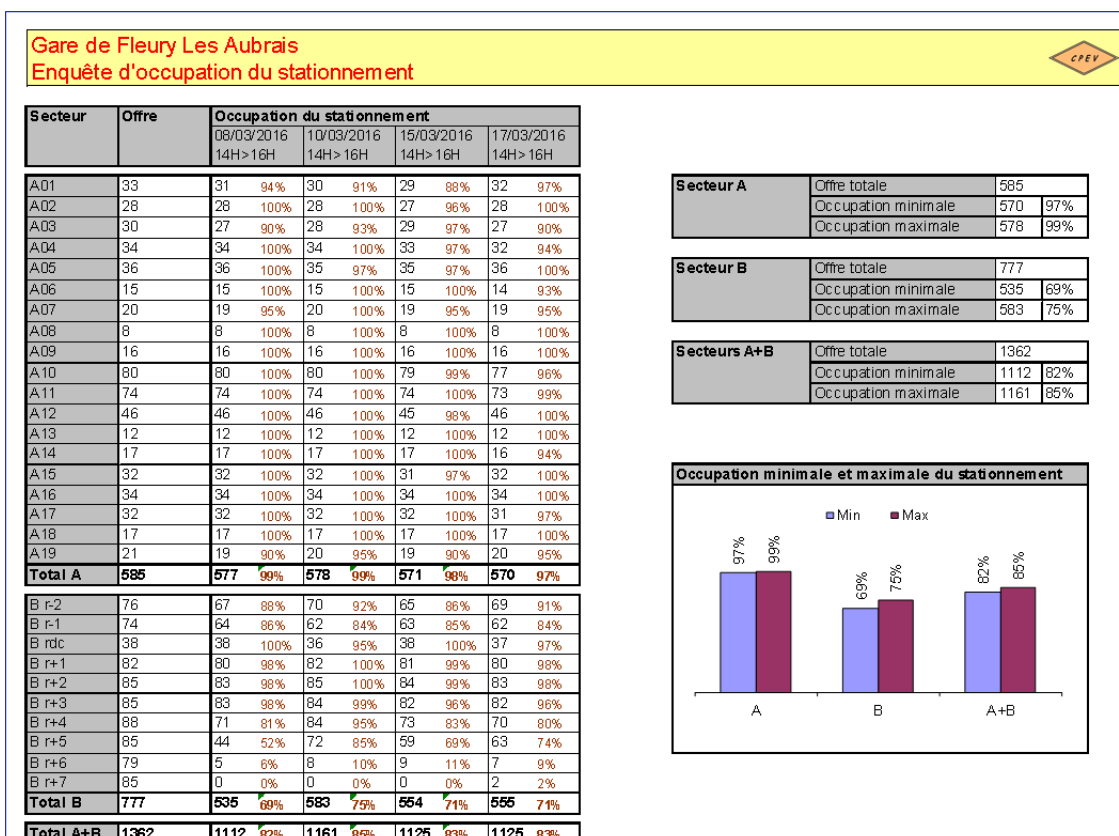 Gare de Fleury Les Aubrais
Enquête d'occupation du stationnement
CPEV
Secteur Offre Occupation du stationnement
08/03/2016 10/03/2016 15/03/2016 17/03/2016
14H>16H 14H>16H 14H>16H 14H>16H
A01 33 31 94% 30 91% 29 88% 32 97%
A02 28 28 100% 28 100% 27 96% 28 100%
A03 30 27 90% 28 93% 29 97% 27 90%
A04 34 34 100% 34 100% 33 97% 32 94%
A05 36 36 100% 35 97% 35 97% 36 100%
A06 15 15 100% 15 100% 15 100% 14 93%
A07 20 19 95% 20 100% 19 95% 19 95%
A08 8 8 100% 8 100% 8 100% 8 100%
A09 16 16 100% 16 100% 16 100% 16 100%
A10 80 80 100% 80 100% 79 99% 77 96%
A11 74 74 100% 74 100% 74 100% 73 99%
A12 46 46 100% 46 100% 45 98% 46 100%
A13 12 12 100% 12 100% 12 100% 12 100%
A14 17 17 100% 17 100% 17 100% 16 94%
A15 32 32 100% 32 100% 31 97% 32 100%
A16 34 34 100% 34 100% 34 100% 34 100%
A17 32 32 100% 32 100% 32 100% 31 97%
A18 17 17 100% 17 100% 17 100% 17 100%
A19 21 19 90% 20 95% 19 90% 20 95%
Total A 585 577 99% 578 99% 571 98% 570 97%
B r-2 76 67 88% 70 92% 65 86% 69 91%
B r-1 74 64 86% 62 84% 63 85% 62 84%
B rdc 38 38 100% 36 95% 38 100% 37 97%
B r+1 82 80 98% 82 100% 81 99% 80 98%
B r+2 85 83 98% 85 100% 84 99% 83 98%
B r+3 85 83 98% 84 99% 82 96% 82 96%
B r+4 88 71 81% 84 95% 73 83% 70 80%
B r+5 85 44 52% 72 85% 59 69% 63 74%
B r+6 79 5 6% 8 10% 9 11% 7 9%
B r+7 85 0 0% 0 0% 0 0% 2 2%
Total B 777 535 69% 583 75% 554 71% 555 71%
Total A+B 1362 1112 82% 1161 85% 1125 83% 1125 83%
Secteur A Offre totale 585
Occupation minimale 570 97%
Occupation maximale 578 99%
Secteur B Offre totale 777
Occupation minimale 535 69%
Occupation maximale 583 75%
Secteurs A+B Offre totale 1362
Occupation minimale 1112 82%
Occupation maximale 1161 85%
Occupation minimale et maximale du stationnement
Min Max
97% 99% 69% 75% 82% 85%
A B A+B